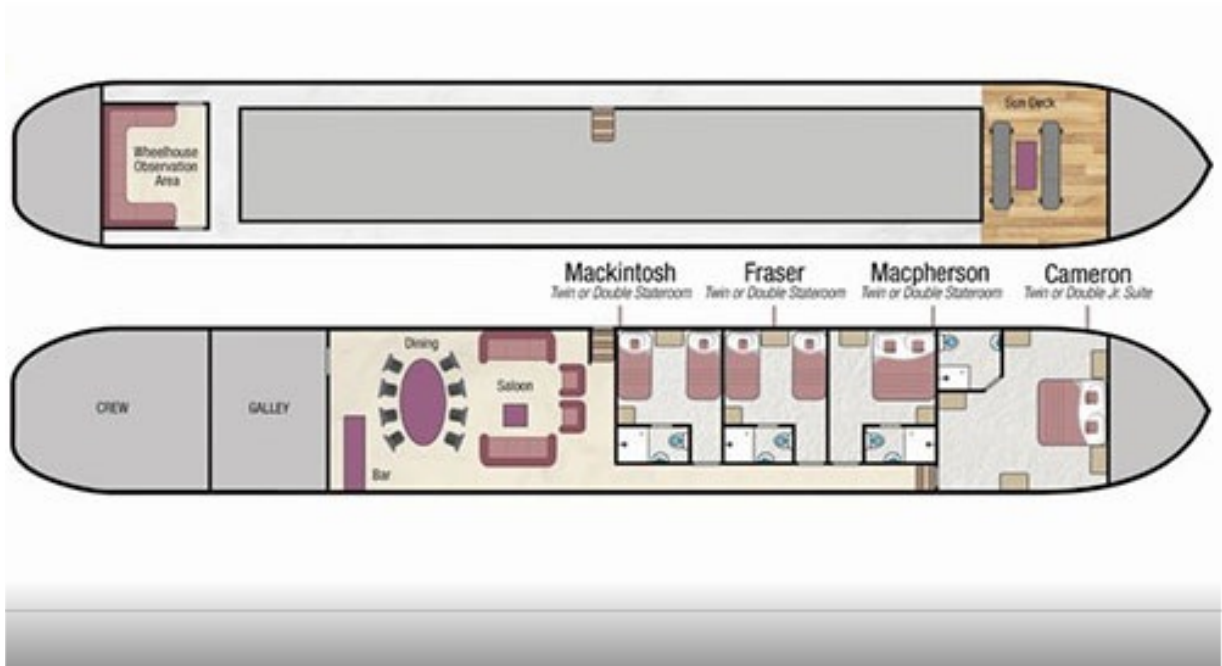 Wheelhouse
Observation
Area
Sun Deck
Mackintosh
Twin or Double Stateroom
Fraser
Twin or Double Stateroom
Macpherson
Twin or Double Stateroom
Cameron
Twin or Double Jr. Suite
CREW
GALLEY
Dining
Saloon
Bar